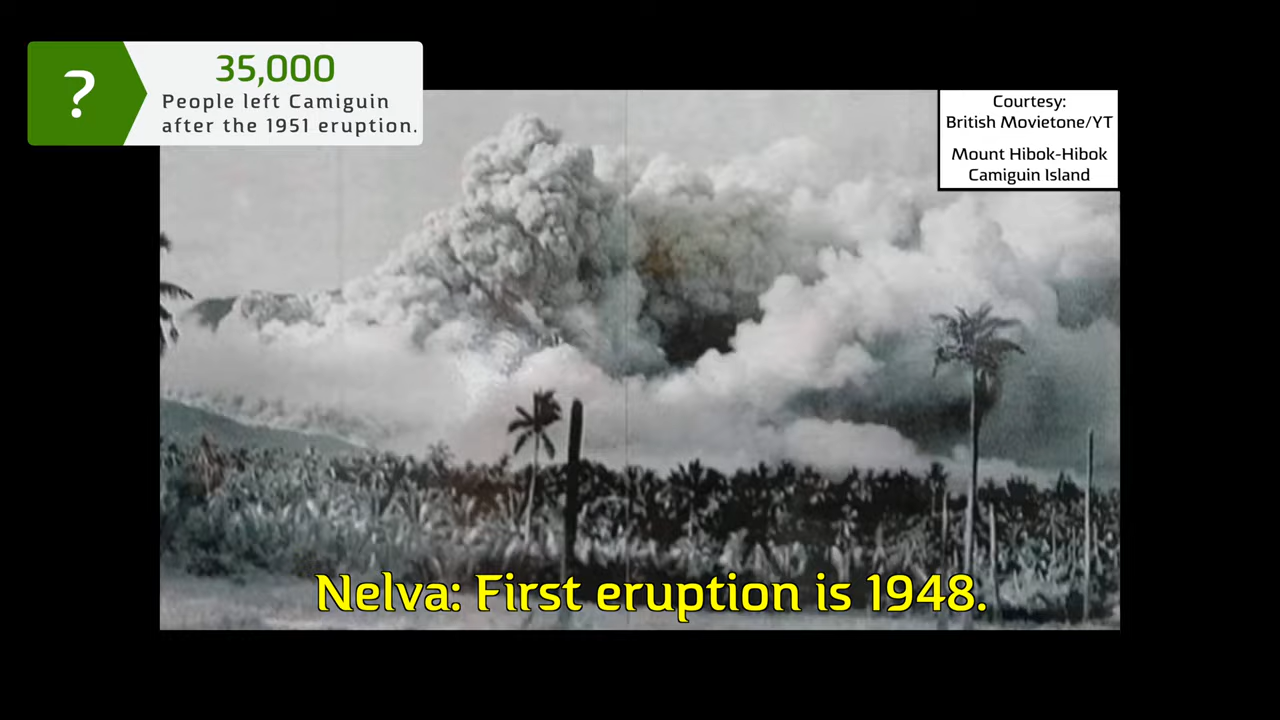 ?
35,000
People left Camiguin
after the 1951 eruption.
Courtesy:
British Movietone/YT
Mount Hibok-Hibok
Camiguin Island
Nelva: First eruption is 1948.